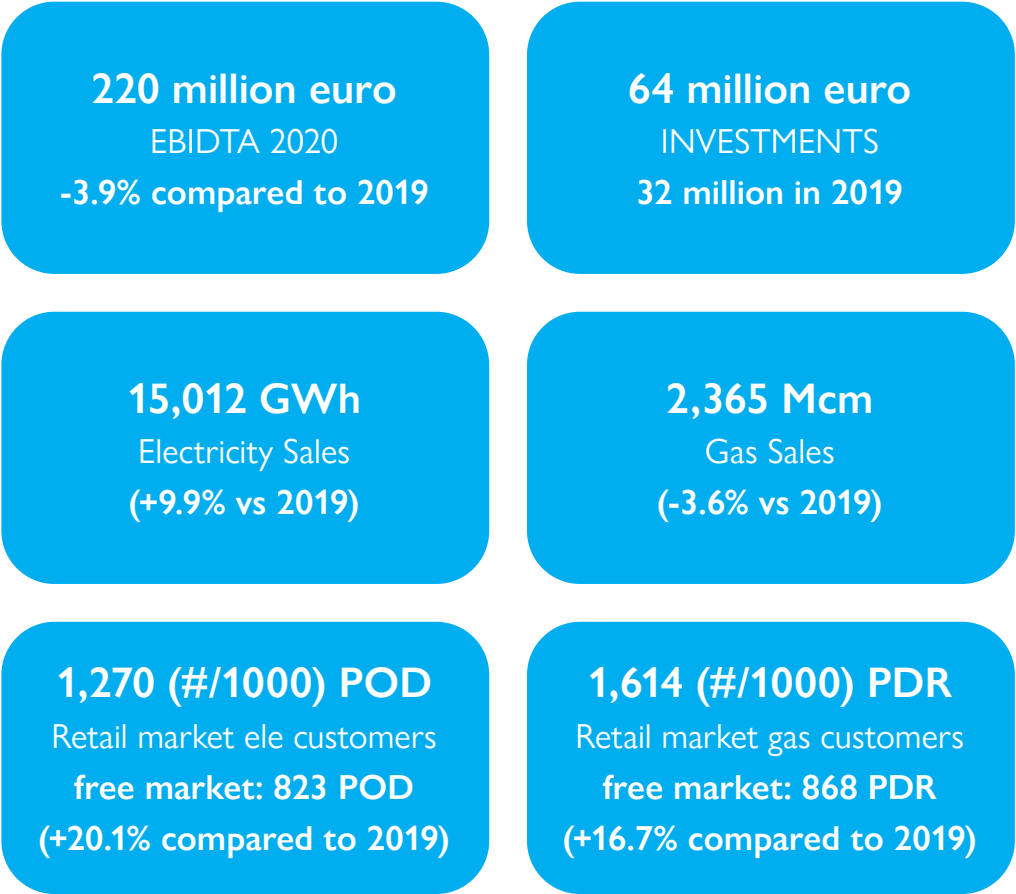 220 million euro
EBIDTA 2020
-3.9% compared to 2019
64 million euro
INVESTMENTS
32 million in 2019
15,012 GWh
Electricity Sales
(+9.9% vs 2019)
2,365 Mcm
Gas Sales
(-3.6% vs 2019)
1,270 (#/1000) POD
Retail market ele customers
free market: 823 POD
(+20.1% compared to 2019)
1,614 (#/1000) PDR
Retail market gas customers
free market: 868 PDR
(+16.7% compared to 2019)